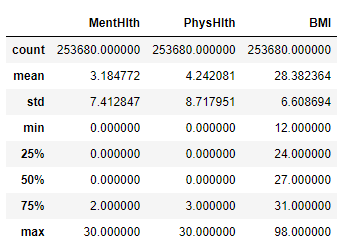 MentHlth PhysHlth BMI
count 253680.000000 253680.000000 253680.000000
mean 3.184772 4.242081 28.382364
std 7.412847 8.717951 6.608694
min 0.000000 0.000000 12.000000
25% 0.000000 0.000000 24.000000
50% 0.000000 0.000000 27.000000
75% 2.000000 3.000000 31.000000
max 30.000000 30.000000 98.000000